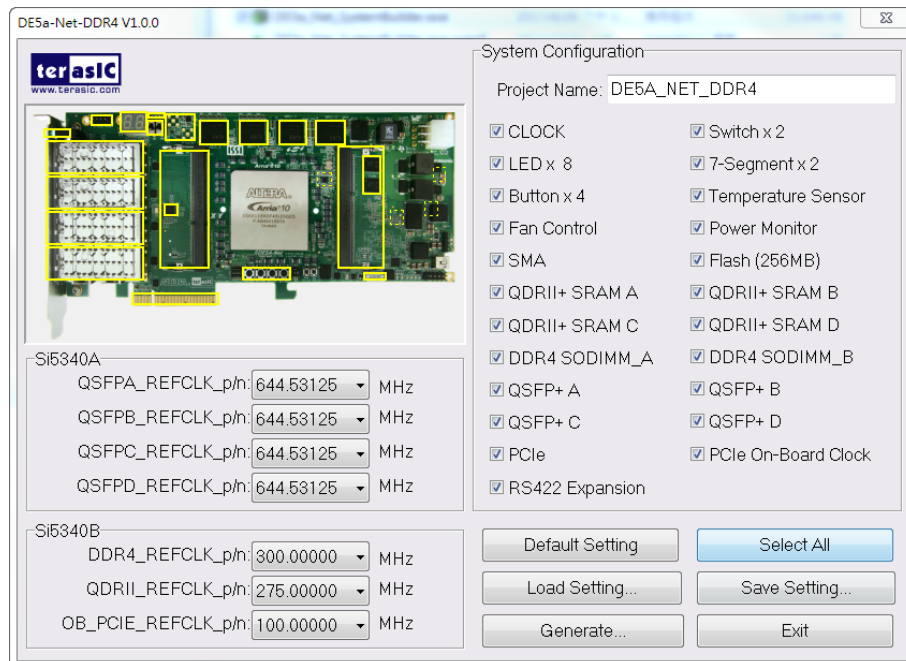 DE5a-Net-DDR4 V1.0.0
terasIC
www.terasic.com
ALTERA
Arria 10
Si5340A
QSFPA_REFCLK_p/n: 644.53125 MHz
QSFPB_REFCLK_p/n: 644.53125 MHz
QSFPC_REFCLK_p/n: 644.53125 MHz
QSFPD_REFCLK_p/n: 644.53125 MHz
Si5340B
DDR4_REFCLK_p/n: 300.00000 MHz
QDRII_REFCLK_p/n: 275.00000 MHz
OB_PCIE_REFCLK_p/n: 100.00000 MHz
System Configuration
Project Name: DE5A_NET_DDR4
CLOCK Switch x 2
LED x 8 7-Segment x 2
Button x 4 Temperature Sensor
Fan Control Power Monitor
SMA Flash (256MB)
QDRII+ SRAM A QDRII+ SRAM B
QDRII+ SRAM C QDRII+ SRAM D
DDR4 SODIMM_A DDR4 SODIMM_B
QSFP+ A QSFP+ B
QSFP+ C QSFP+ D
PCIe PCIe On-Board Clock
RS422 Expansion
Default Setting Select All
Load Setting... Save Setting...
Generate... Exit